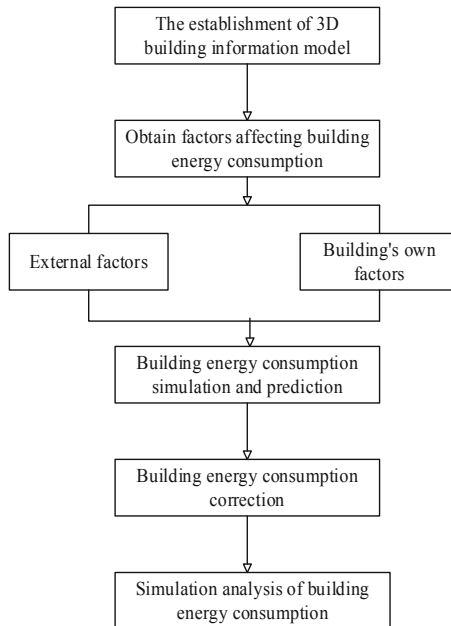 The establishment of 3D
building information model
Obtain factors affecting building
energy consumption
External factors
Building's own
factors
Building energy consumption
simulation and prediction
Building energy consumption
correction
Simulation analysis of building
energy consumption